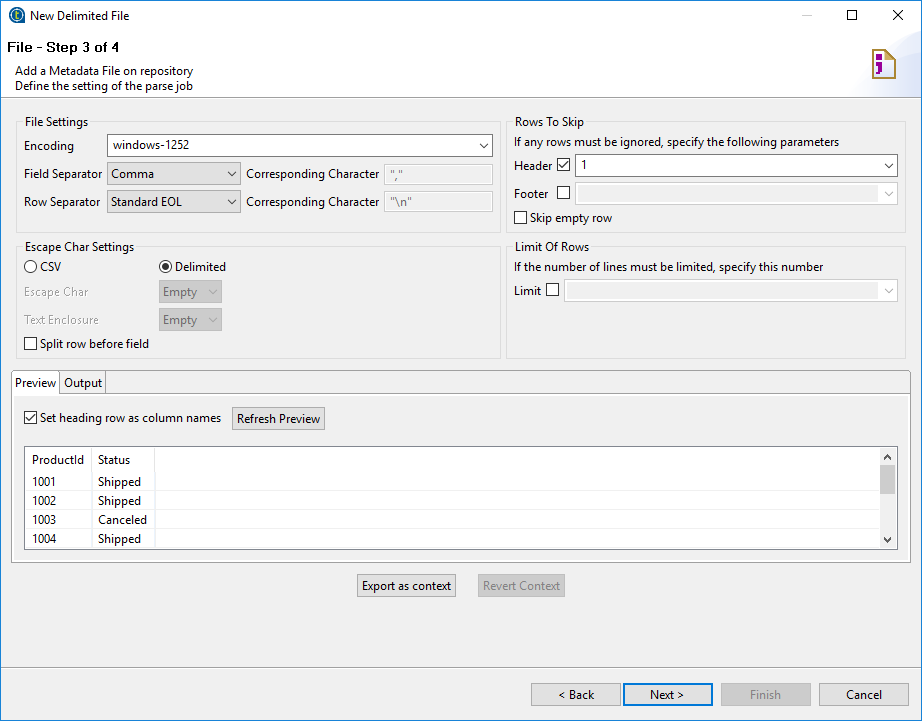 New Delimited File
File - Step 3 of 4
Add a Metadata File on repository
Define the setting of the parse job
File Settings
Encoding windows-1252
Field Separator Comma Corresponding Character ","
Row Separator Standard EOL Corresponding Character "\n"
Rows To Skip
If any rows must be ignored, specify the following parameters
Header 1
Footer
Skip empty row
Escape Char Settings
CSV Delimited
Escape Char Empty
Text Enclosure Empty
Split row before field
Limit Of Rows
If the number of lines must be limited, specify this number
Limit
Preview Output
Set heading row as column names Refresh Preview
ProductId Status
1001 Shipped
1002 Shipped
1003 Canceled
1004 Shipped
Export as context Revert Context
< Back Next > Finish Cancel